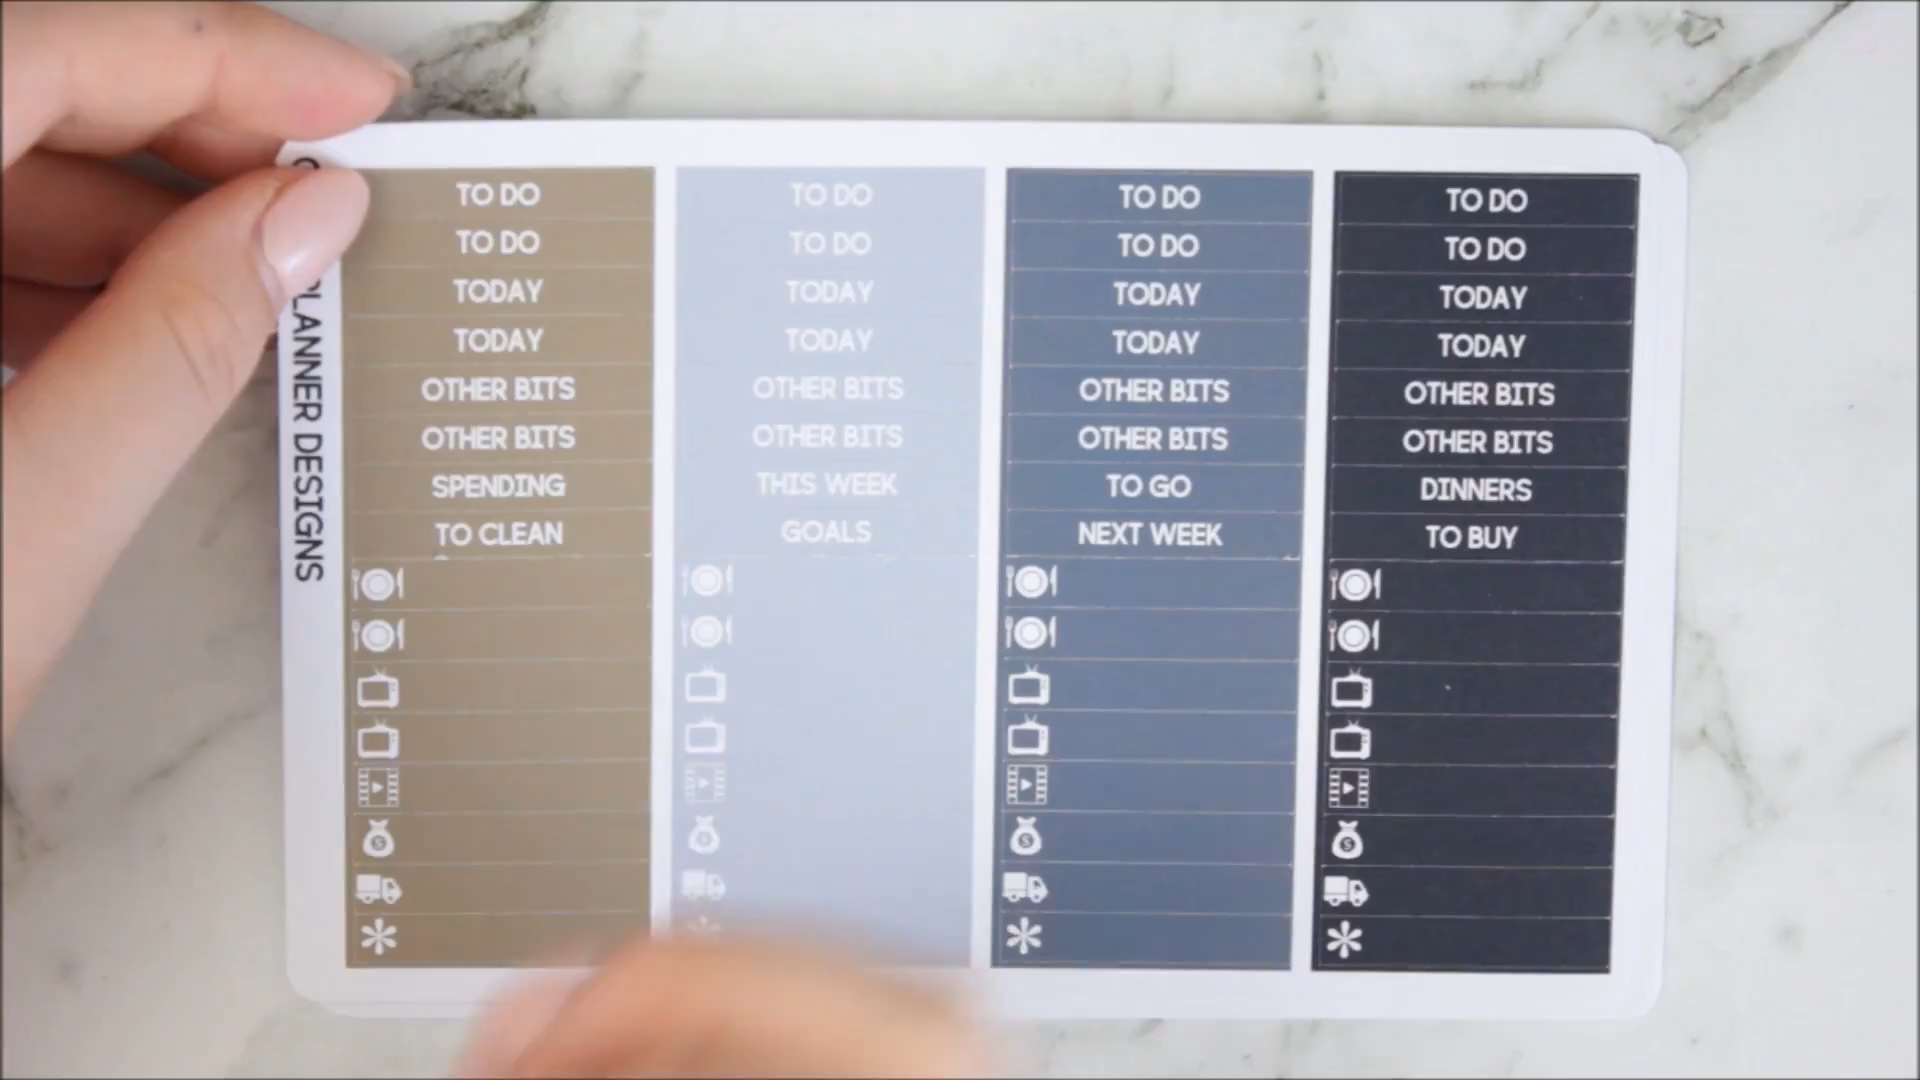 TO DO
TO DO
TODAY
TODAY
OTHER BITS
OTHER BITS
SPENDING
TO CLEAN
TO DO
TO DO
TODAY
TODAY
OTHER BITS
OTHER BITS
THIS WEEK
GOALS
TO DO
TO DO
TODAY
TODAY
OTHER BITS
OTHER BITS
TO GO
NEXT WEEK
TO DO
TO DO
TODAY
TODAY
OTHER BITS
OTHER BITS
DINNERS
TO BUY
PLANNER DESIGNS